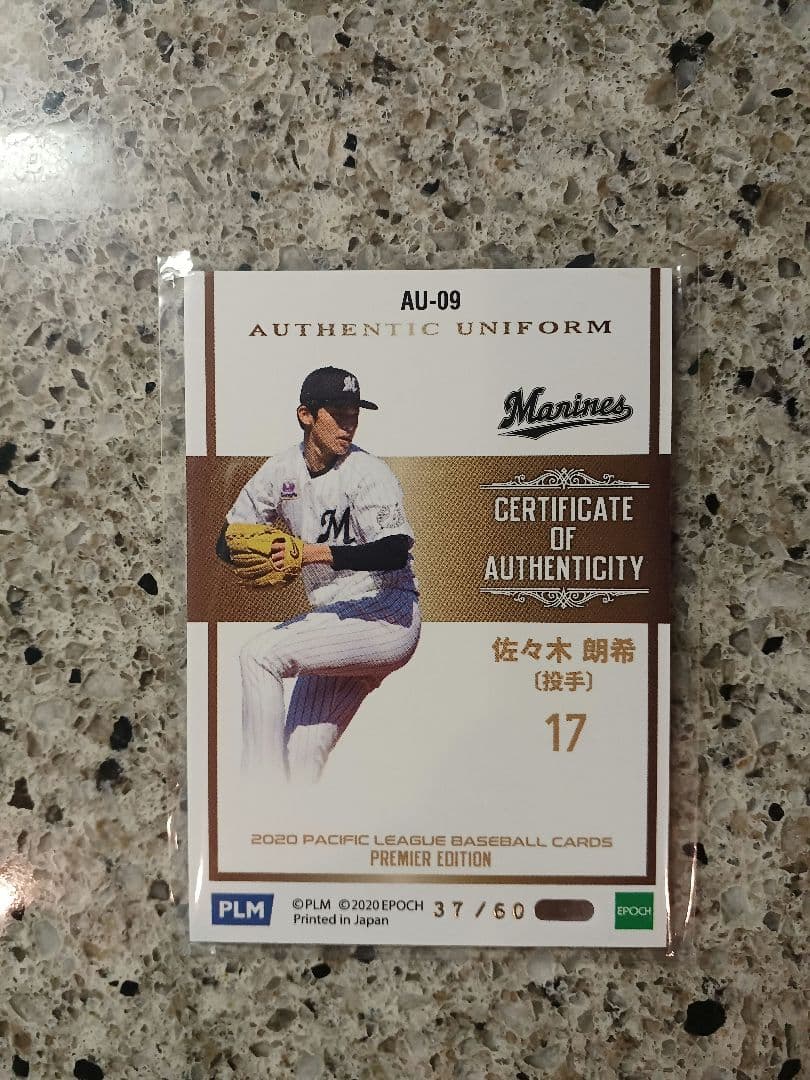 AU-09
AUTHENTIC UNIFORM
M
Marines
M
CERTIFICATE
OF
AUTHENTICITY
佐々木 朗希
〔投手〕
17
2020 PACIFIC LEAGUE BASEBALL CARDS
PREMIER EDITION
PLM
©PLM ©2020 EPOCH
Printed in Japan
37/60
EPOCH